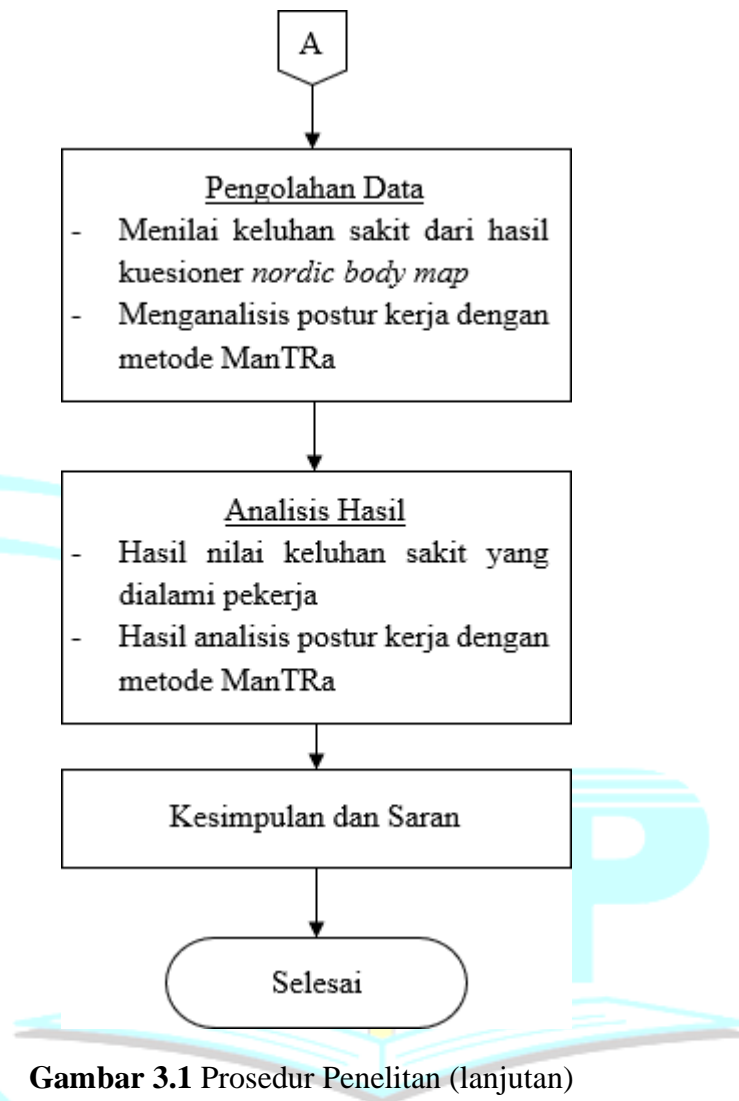 A
Pengolahan Data
- Menilai keluhan sakit dari hasil
kuesioner nordic body map
- Menganalisis postur kerja dengan
metode ManTRa
Analisis Hasil
- Hasil nilai keluhan sakit yang
dialami pekerja
- Hasil analisis postur kerja dengan
metode ManTRa
Kesimpulan dan Saran
Selesai
Gambar 3.1 Prosedur Penelitan (lanjutan)